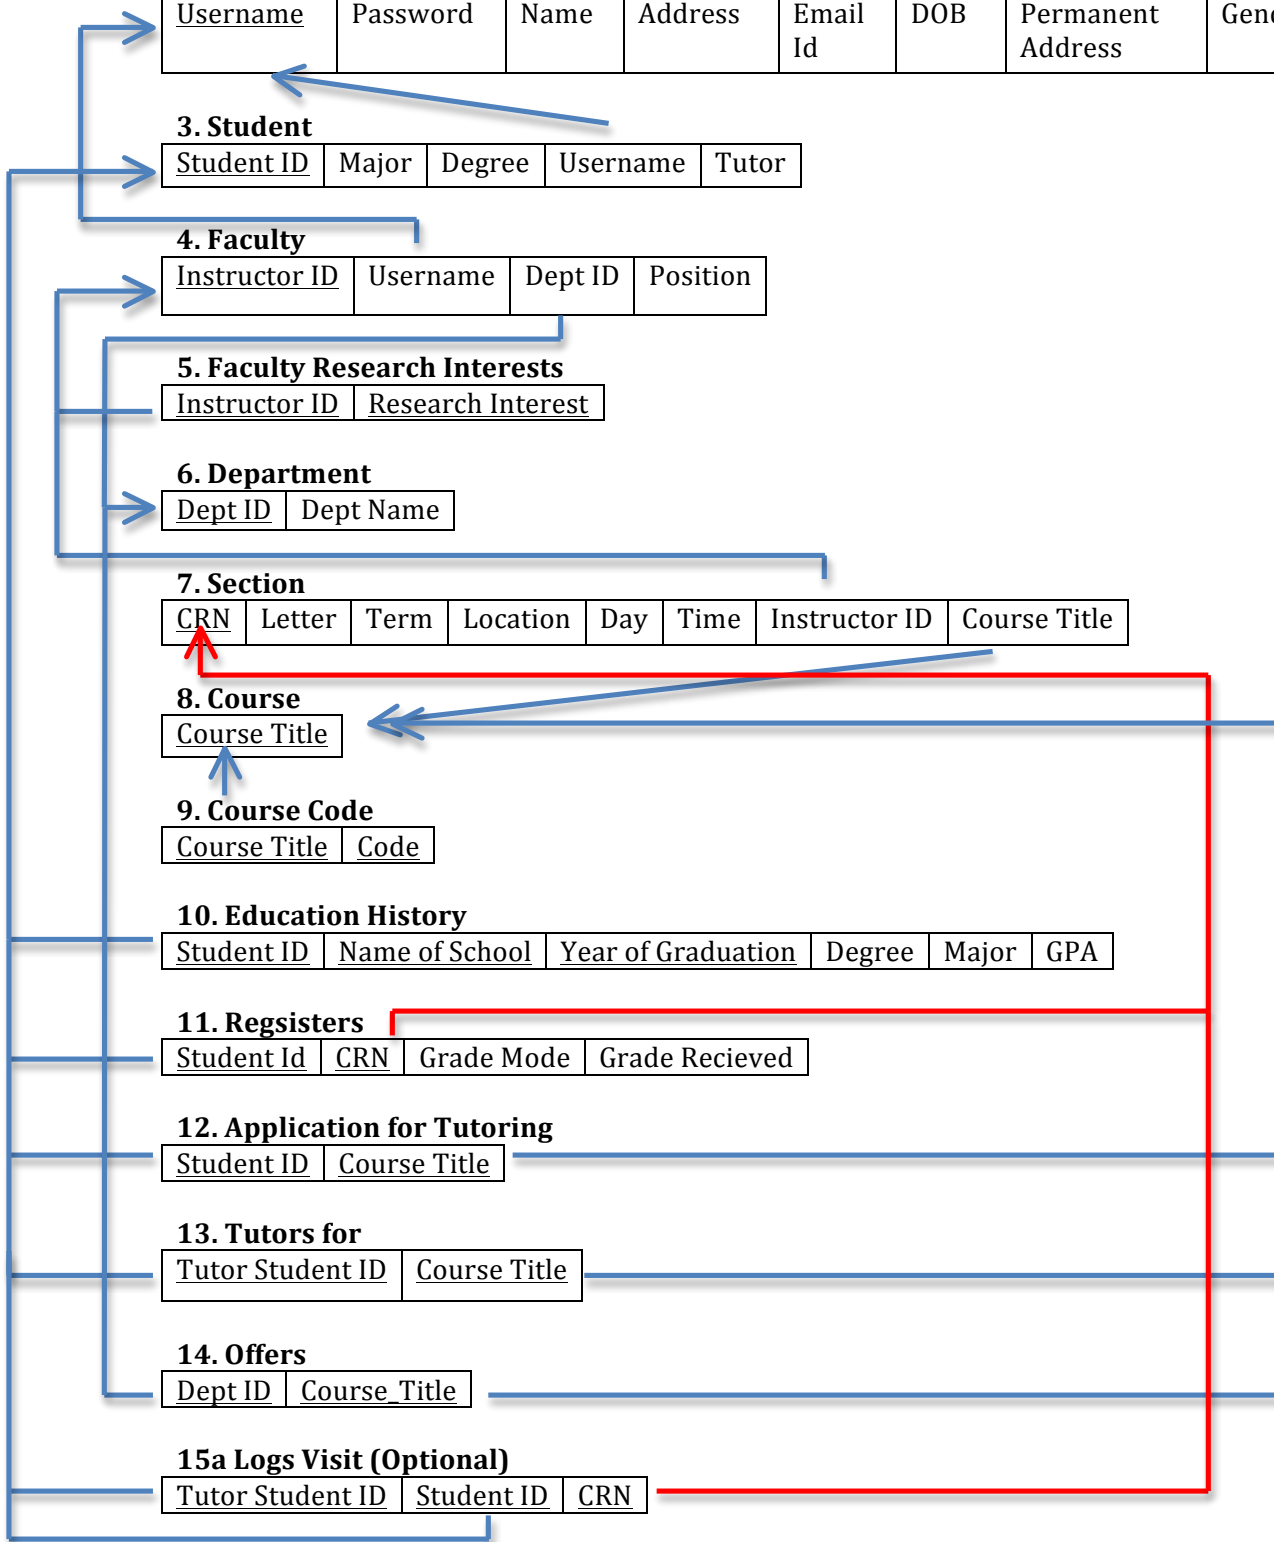 Username Password Name Address Email Id DOB Permanent Address Gen
3. Student
Student ID Major Degree Username Tutor
4. Faculty
Instructor ID Username Dept ID Position
5. Faculty Research Interests
Instructor ID Research Interest
6. Department
Dept ID Dept Name
7. Section
CRN Letter Term Location Day Time Instructor ID Course Title
8. Course
Course Title
9. Course Code
Course Title Code
10. Education History
Student ID Name of School Year of Graduation Degree Major GPA
11. Regsisters
Student Id CRN Grade Mode Grade Recieved
12. Application for Tutoring
Student ID Course Title
13. Tutors for
Tutor Student ID Course Title
14. Offers
Dept ID Course_Title
15a Logs Visit (Optional)
Tutor Student ID Student ID CRN